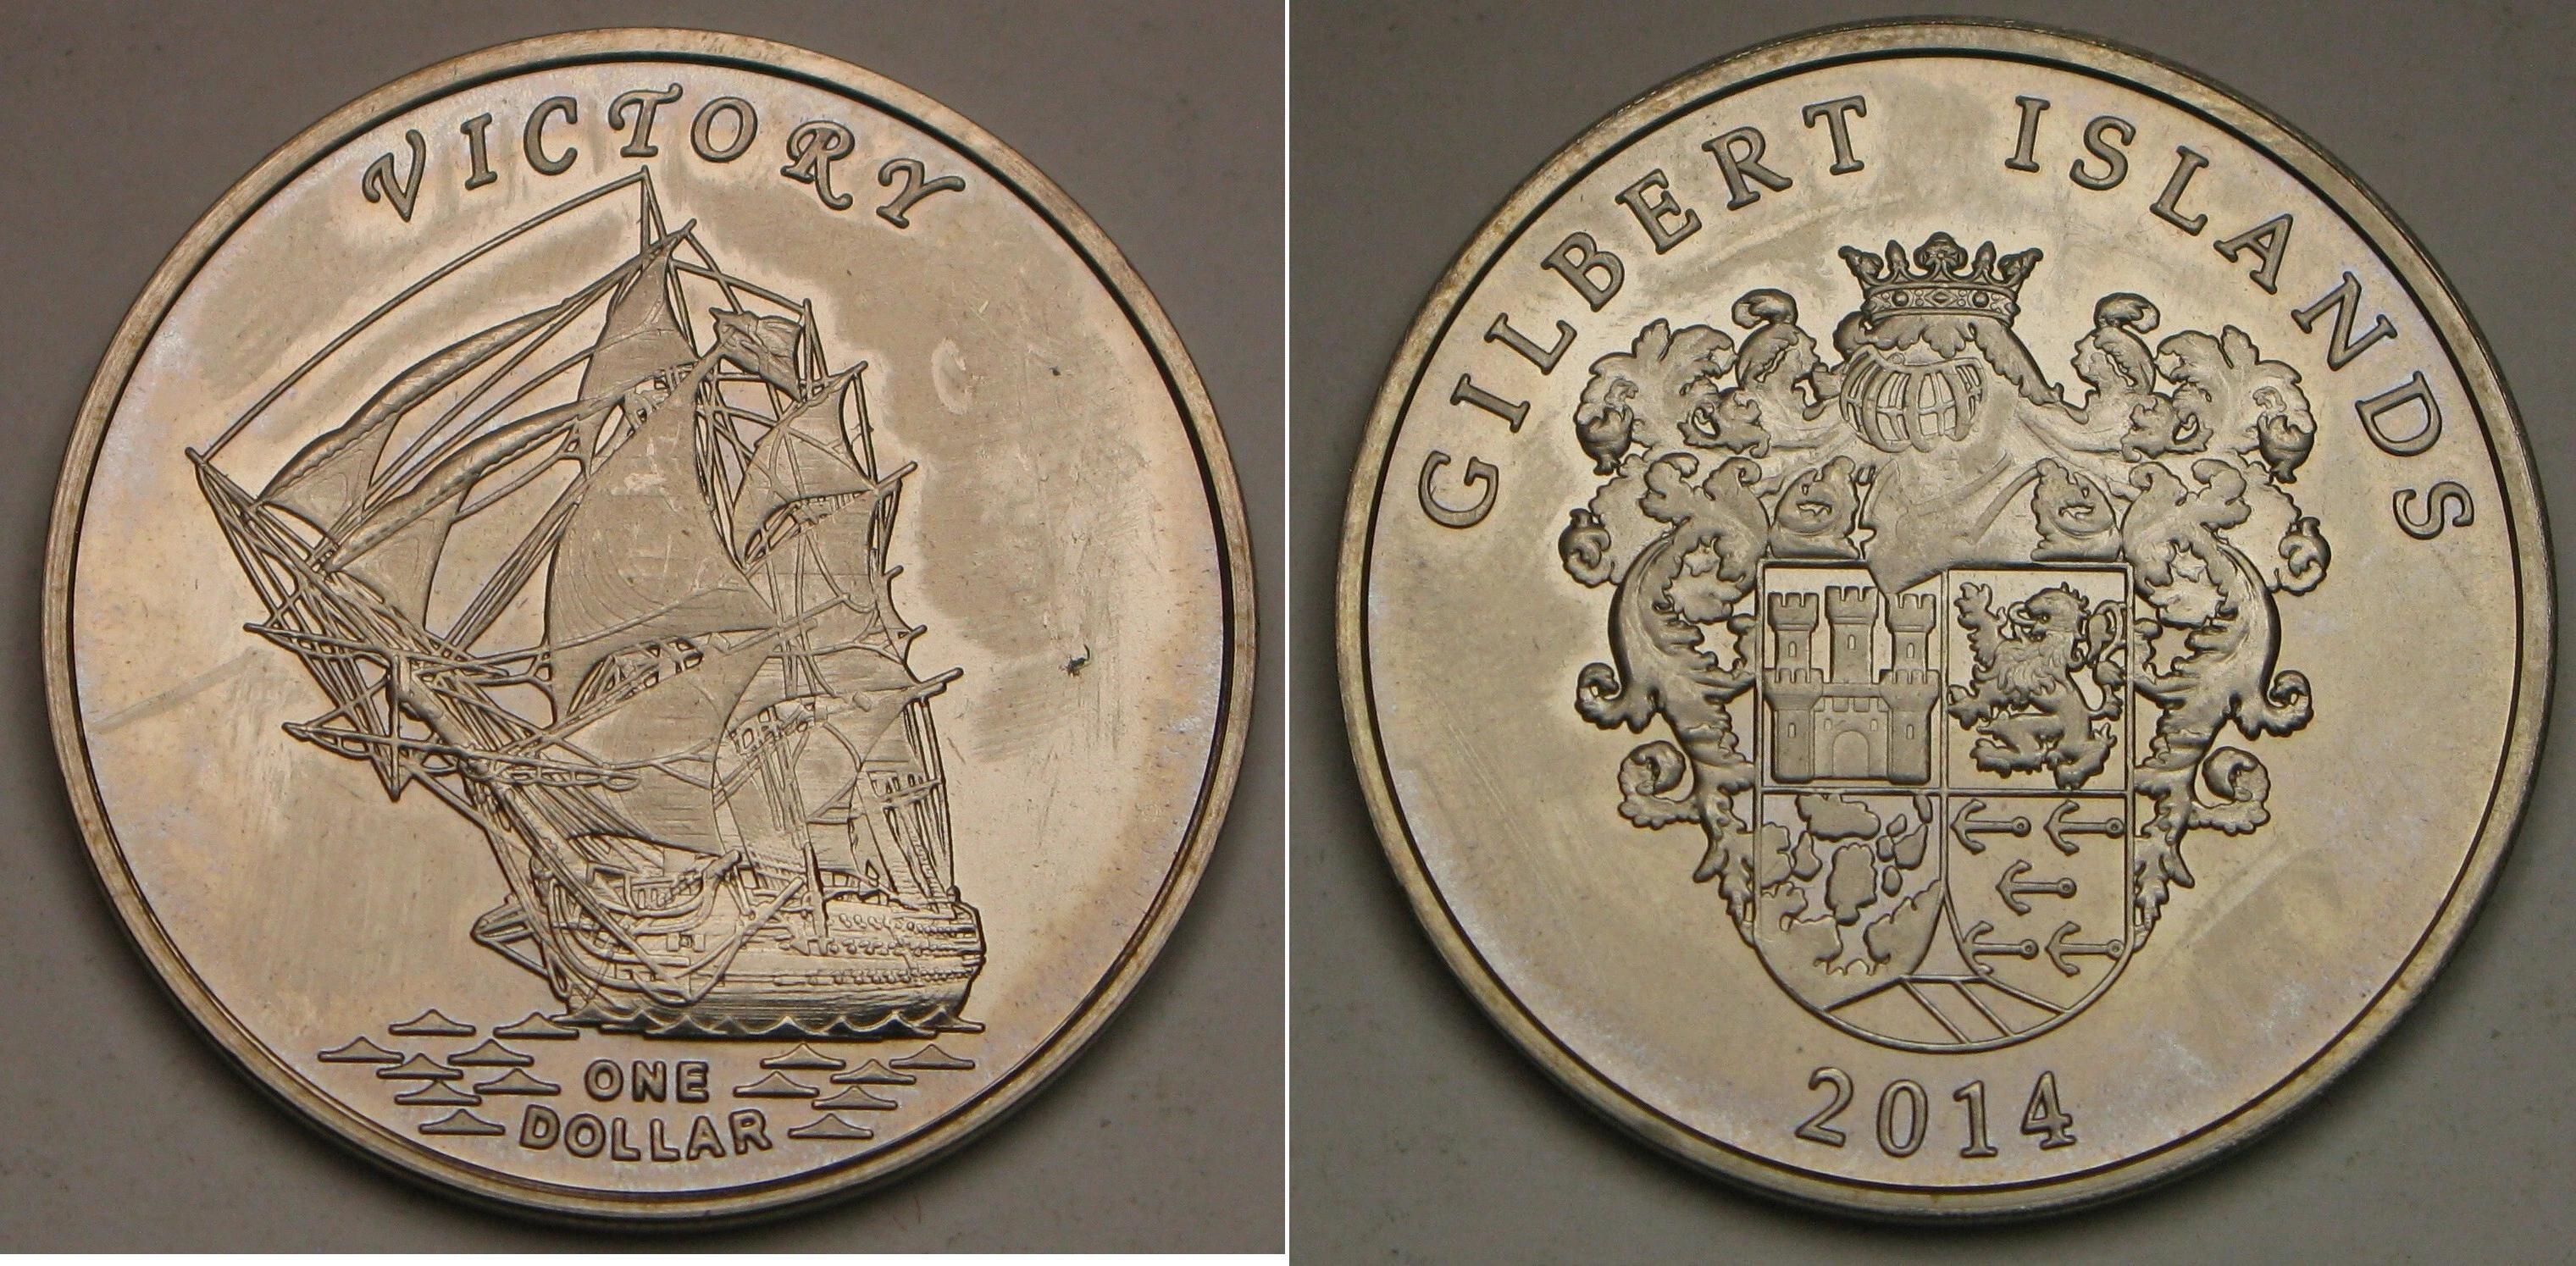 VICTORY
ONE
DOLLAR
GILBERT ISLANDS
2014